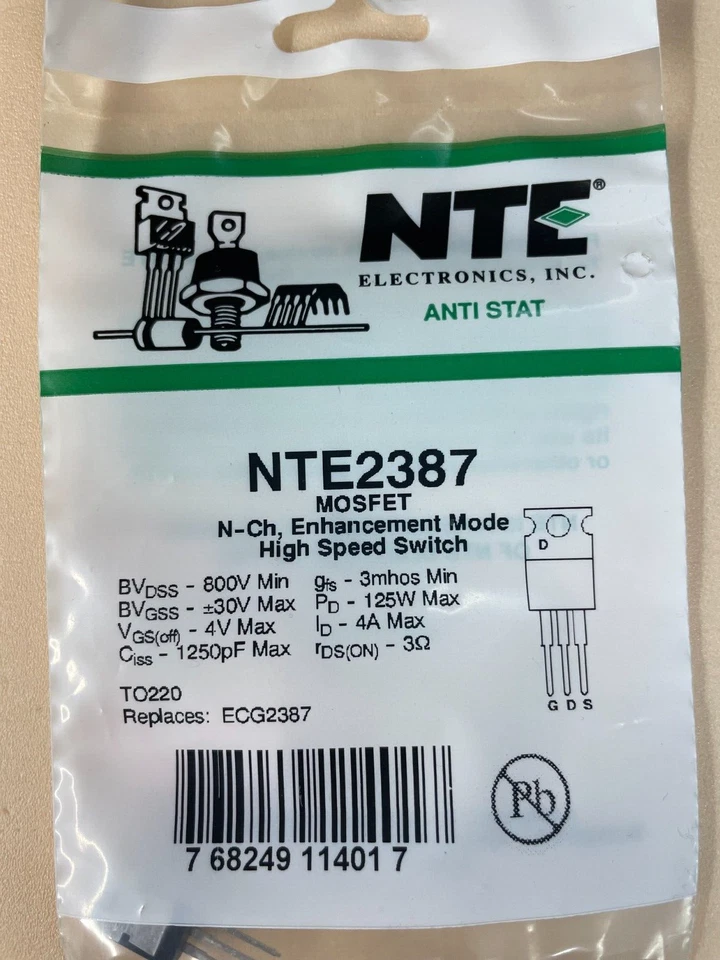 NTE®
ELECTRONICS, INC.
ANTI STAT
NTE2387
MOSFET
N-Ch, Enhancement Mode
High Speed Switch
BVDSS - 800V Min gfs - 3mhos Min
BVGSS - ±30V Max PD - 125W Max
VGS(off) - 4V Max ID - 4A Max
Ciss - 1250pF Max rDS(ON) - 3Ω
D
G D S
TO220
Replaces: ECG2387
Pb
7 68249 11401 7